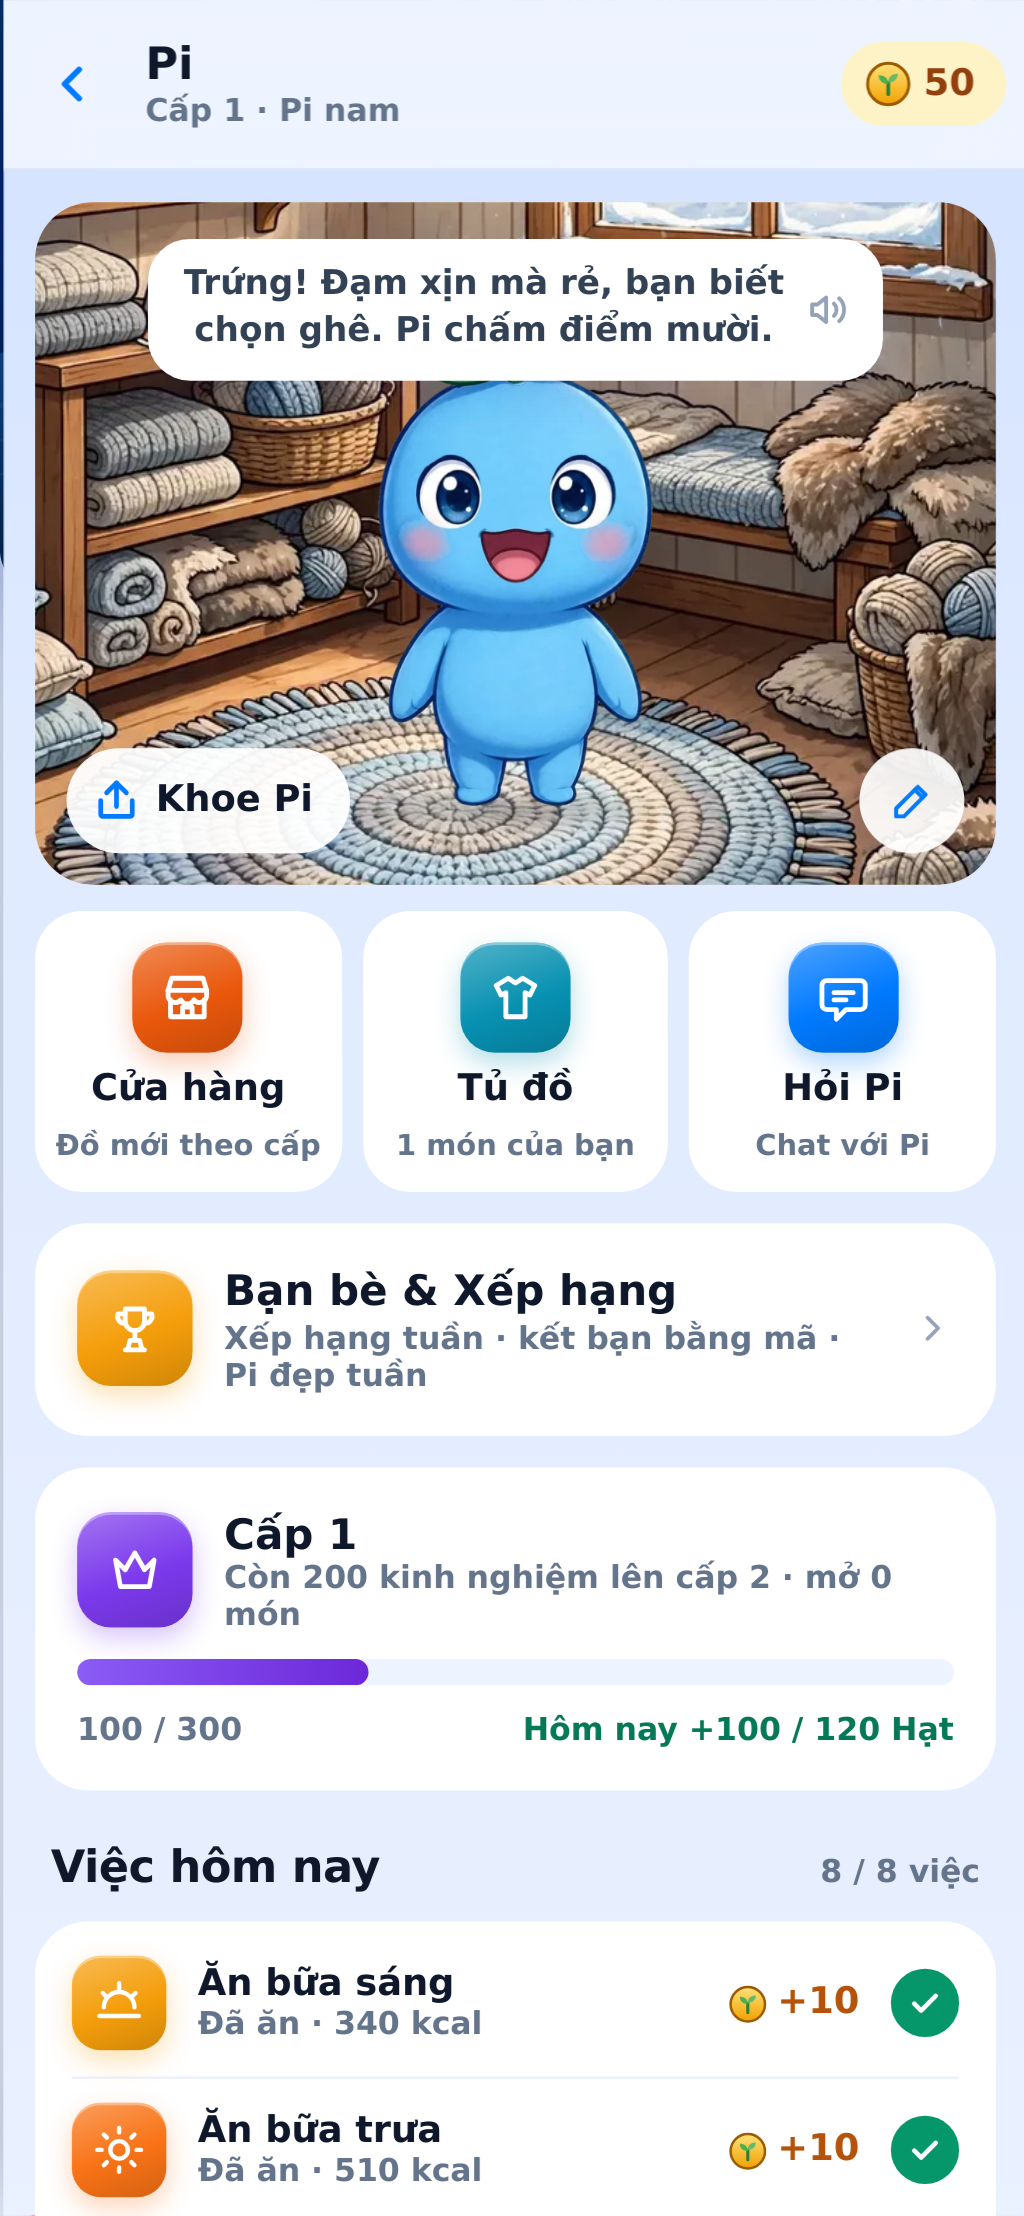 Pi
Cấp 1 · Pi nam
50
Trứng! Đạm xịn mà rẻ, bạn biết
chọn ghê. Pi chấm điểm mười.
Khoe Pi
Cửa hàng
Đồ mới theo cấp
Tủ đồ
1 món của bạn
Hỏi Pi
Chat với Pi
Bạn bè & Xếp hạng
Xếp hạng tuần · kết bạn bằng mã ·
Pi đẹp tuần
Cấp 1
Còn 200 kinh nghiệm lên cấp 2 · mở 0
món
100 / 300
Hôm nay +100 / 120 Hạt
Việc hôm nay
8 / 8 việc
Ăn bữa sáng
Đã ăn · 340 kcal
+10
Ăn bữa trưa
Đã ăn · 510 kcal
+10